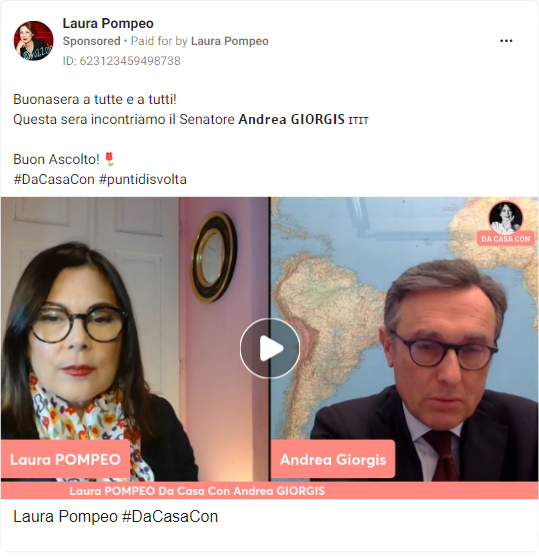 Laura Pompeo
Sponsored • Paid for by Laura Pompeo
ID: 623123459498738
Buonasera a tutte e a tutti!
Questa sera incontriamo il Senatore Andrea GIORGIS ITIT
Buon Ascolto!🌷
#DaCasaCon #puntidisvolta
DA CASA CON
Laura POMPEO
Andrea Giorgis
Laura POMPEO Da Casa Con Andrea GIORGIS
Laura Pompeo #DaCasaCon